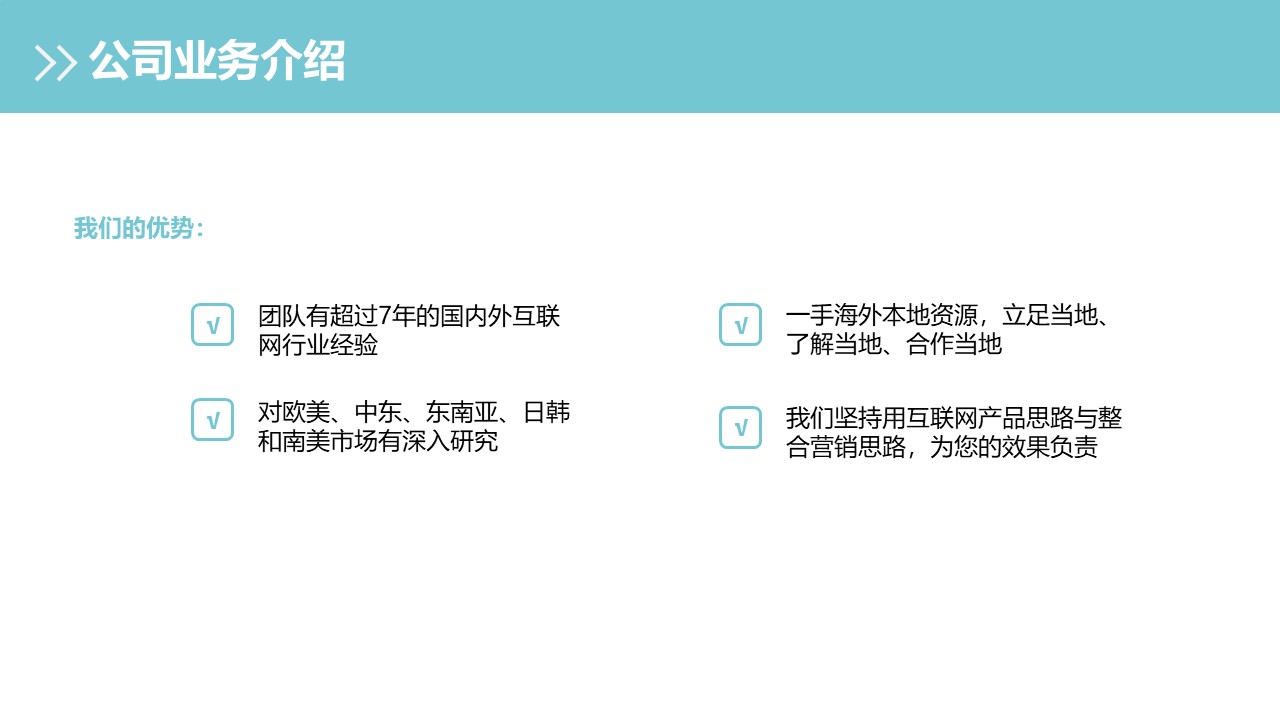 公司业务介绍
我们的优势：
√ 团队有超过7年的国内外互联
网行业经验
√ 对欧美、中东、东南亚、日韩
和南美市场有深入研究
√ 一手海外本地资源，立足当地、
了解当地、合作当地
√ 我们坚持用互联网产品思路与整
合营销思路，为您的效果负责